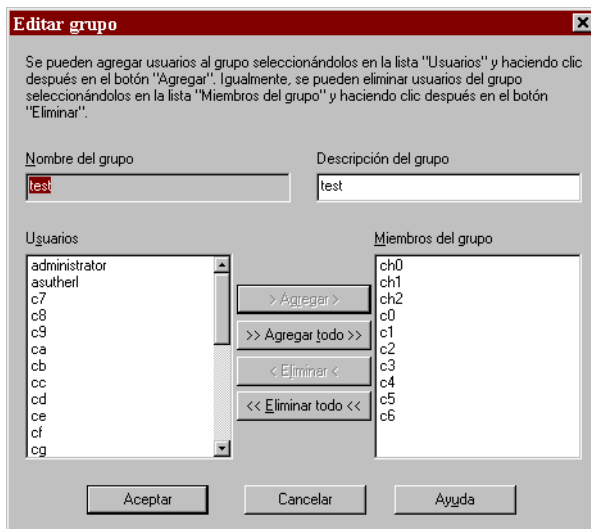 Editar grupo
Se pueden agregar usuarios al grupo seleccionándolos en la lista "Usuarios" y haciendo clic
después en el botón "Agregar". Igualmente, se pueden eliminar usuarios del grupo
seleccionándolos en la lista "Miembros del grupo" y haciendo clic después en el botón
"Eliminar".
Nombre del grupo
test
Descripción del grupo
test
Usuarios
administrator
asutherl
c7
c8
c9
ca
cb
cc
cd
ce
cf
cg
> Agregar >
>> Agregar todo >>
< Eliminar <
<< Eliminar todo <<
Miembros del grupo
ch0
ch1
ch2
c0
c1
c2
c3
c4
c5
c6
Aceptar
Cancelar
Ayuda